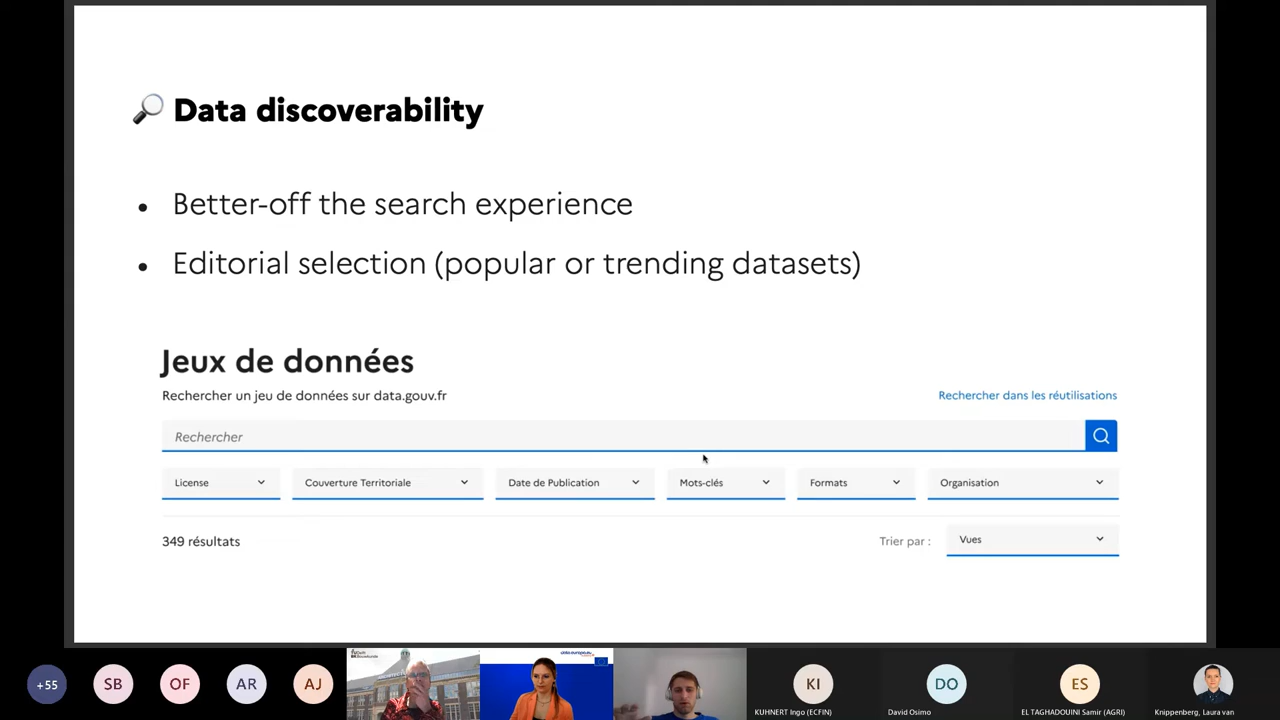 Data discoverability
• Better-off the search experience
• Editorial selection (popular or trending datasets)
Jeux de données
Rechercher un jeu de données sur data.gouv.fr
Rechercher dans les réutilisations
Rechercher
License
Couverture Territoriale
Date de Publication
Mots-clés
Formats
Organisation
349 résultats
Trier par :
Vues
+55
SB
OF
AR
AJ
data.europa.eu
KI
KUHNERT Ingo (ECFIN)
DO
David Osimo
ES
EL TAGHADOUINI Samir (AGRI)
Knippenberg, Laura van